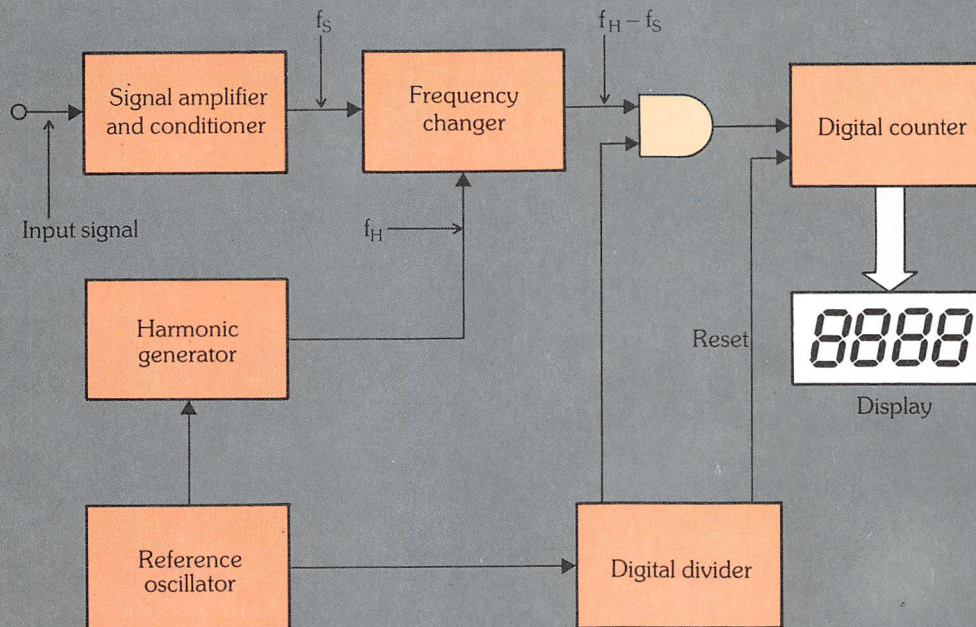 f_S
f_H – f_S
Signal amplifier
and conditioner
Frequency
changer
Digital counter
Input signal
f_H
Harmonic
generator
Reset
8888
Display
Reference
oscillator
Digital divider